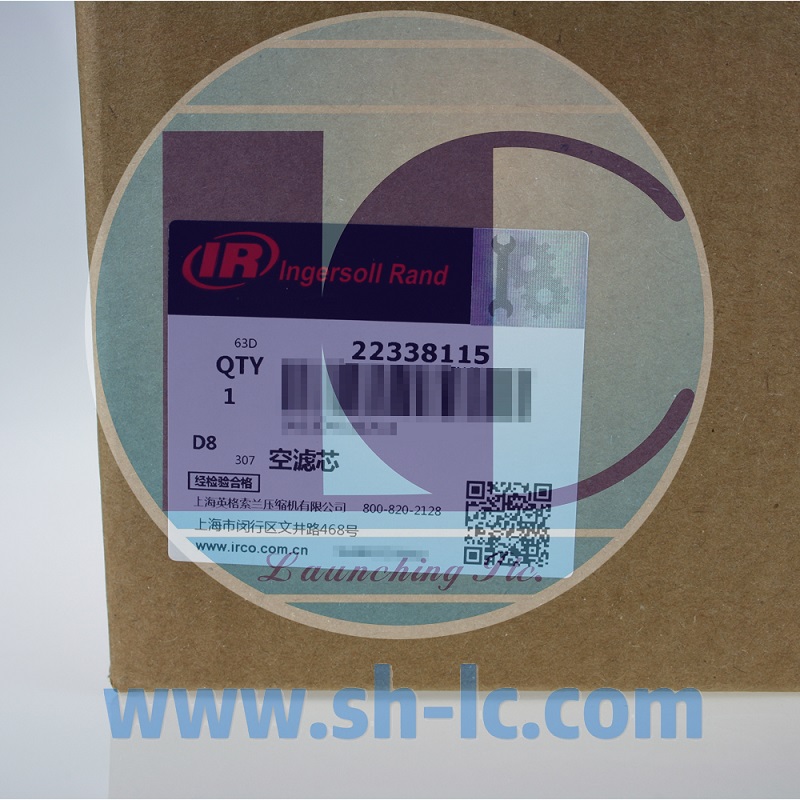 IR Ingersoll Rand
63D
22338115
QTY
1
D8
307 空滤芯
经检验合格
上海英格索兰压缩机有限公司 800-820-2128
上海市闵行区文井路468号
www.irco.com.cn
LC
Launching Ltc.
www.sh-lc.com